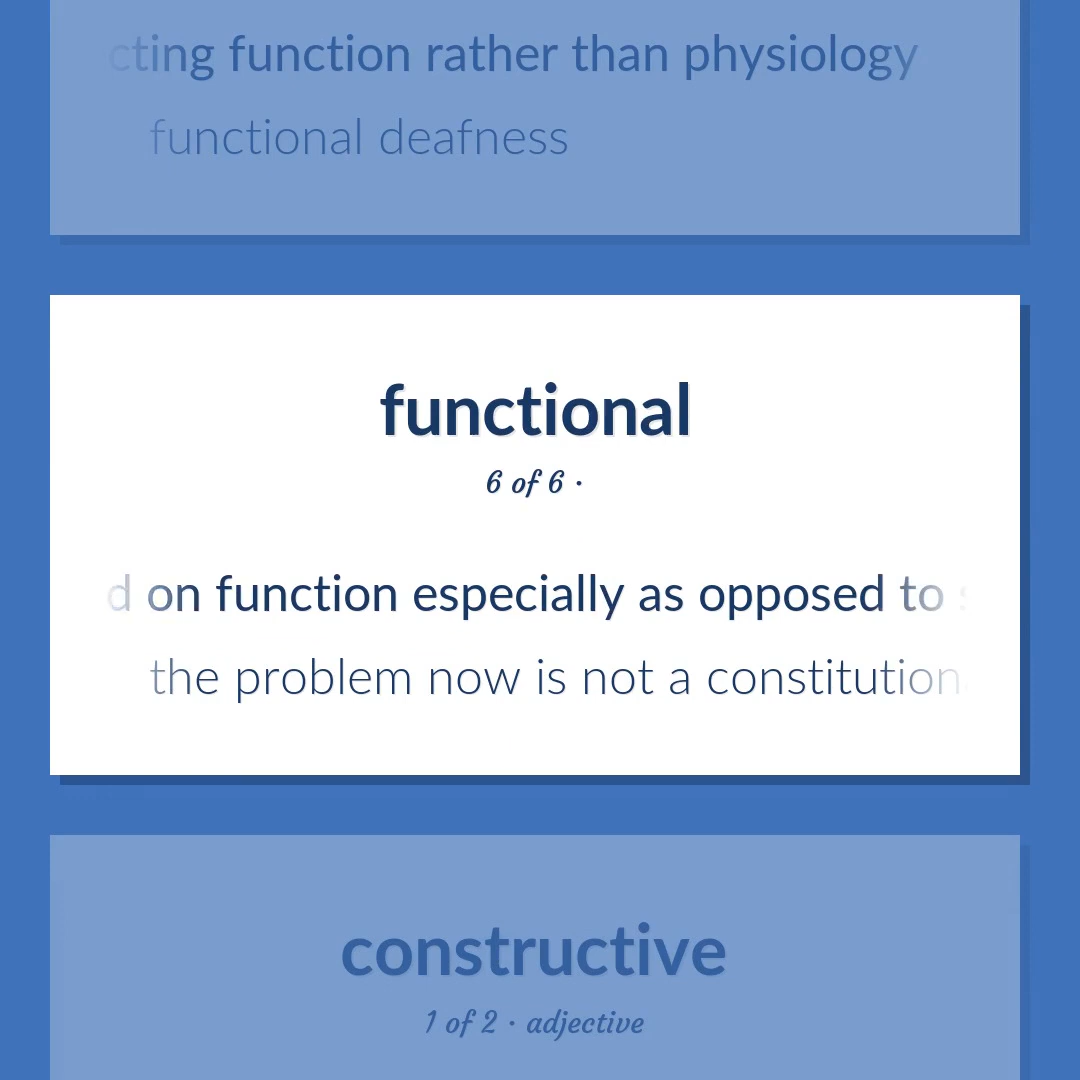 cting function rather than physiology
functional deafness
functional
6 of 6 ·
d on function especially as opposed to
the problem now is not a constitution
constructive
1 of 2 · adjective